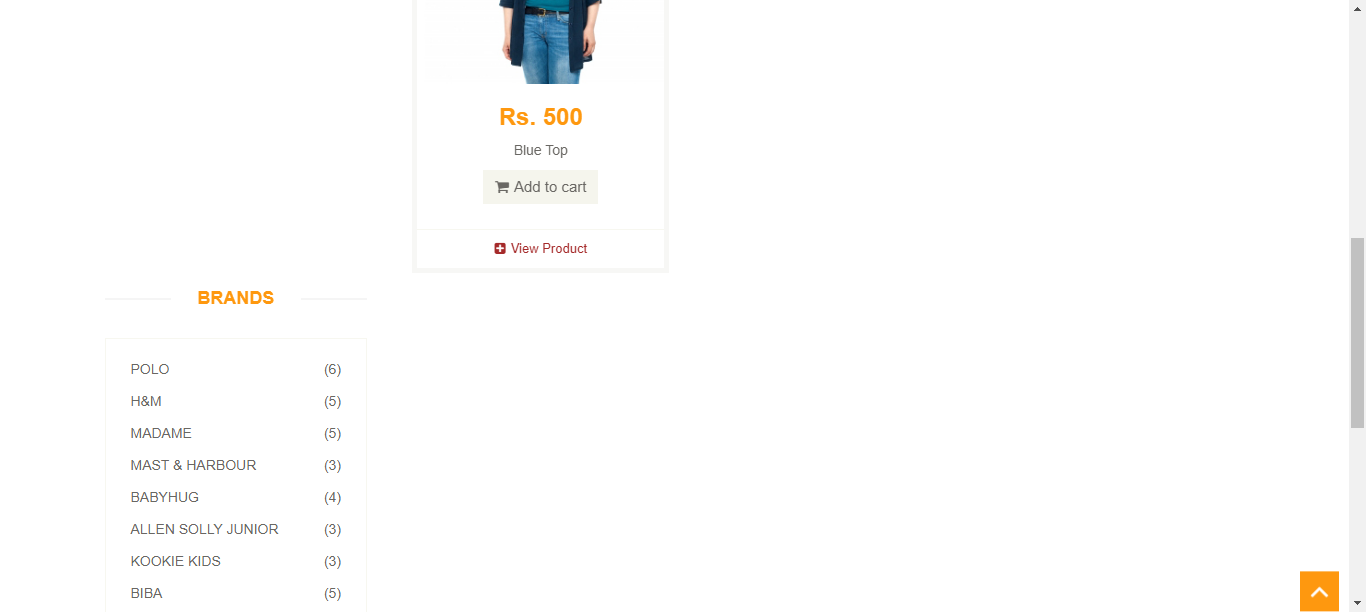 Rs. 500
Blue Top
Add to cart
View Product
BRANDS
POLO (6)
H&M (5)
MADAME (5)
MAST & HARBOUR (3)
BABYHUG (4)
ALLEN SOLLY JUNIOR (3)
KOOKIE KIDS (3)
BIBA (5)